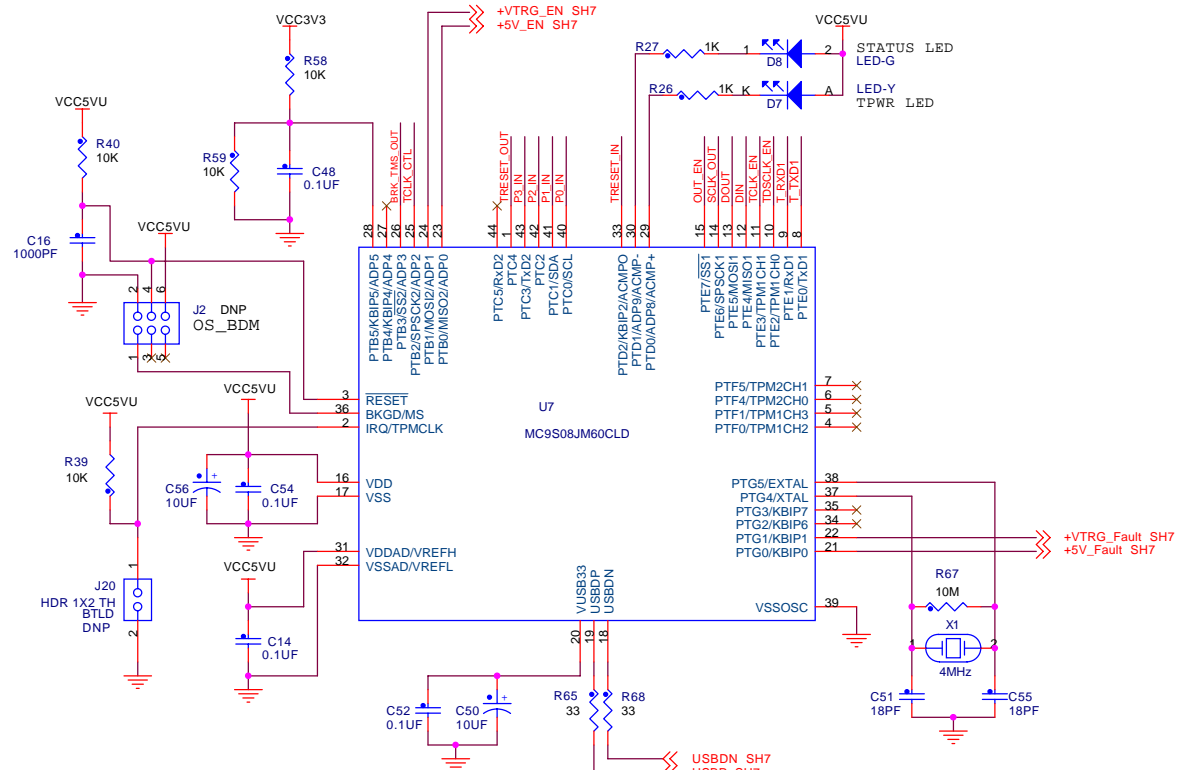 +VTRG_EN SH7
+5V_EN SH7
VCC3V3
R58
10K
VCC5VU
R27
1K
1
D8
2
STATUS LED
LED-G
R26
1K
K
D7
A
LED-Y
TPWR LED
VCC5VU
R40
10K
R59
10K
C48
0.1UF
BRK_TMS_OUT
TCLK_CTL
TRESET_OUT
P3_IN
P2_IN
P1_IN
P0_IN
TRESET_IN
OUT_EN
SCLK_OUT
DOUT
DIN
TCLK_EN
TDSCLK_EN
T_RXD1
T_TXD1
28
27
26
25
24
23
44
1
43
42
41
40
33
30
29
15
14
13
12
11
10
9
8
PTB5/KBIP5/ADP5
PTB4/KBIP4/ADP4
PTB3/SS2/ADP3
PTB2/SPSCK2/ADP2
PTB1/MOSI2/ADP1
PTB0/MISO2/ADP0
PTC5/RxD2
PTC4
PTC3/TxD2
PTC2
PTC1/SDA
PTC0/SCL
PTD2/KBIP2/ACMPO
PTD1/ADP9/ACMP-
PTD0/ADP8/ACMP+
PTE7/SS1
PTE6/SPSCK1
PTE5/MOSI1
PTE4/MISO1
PTE3/TPM1CH1
PTE2/TPM1CH0
PTE1/RxD1
PTE0/TxD1
C16
1000PF
VCC5VU
2
4
6
J2 DNP
OS_BDM
1
3
5
3
RESET
36
BKGD/MS
2
IRQ/TPMCLK
U7
MC9S08JM60CLD
PTF5/TPM2CH1
7
PTF4/TPM2CH0
6
PTF1/TPM1CH3
5
PTF0/TPM1CH2
4
VCC5VU
VCC5VU
R39
10K
C56
10UF
+
C54
0.1UF
16
VDD
17
VSS
PTG5/EXTAL
38
PTG4/XTAL
37
PTG3/KBIP7
35
PTG2/KBIP6
34
PTG1/KBIP1
22
PTG0/KBIP0
21
+VTRG_Fault SH7
+5V_Fault SH7
31
VDDAD/VREFH
32
VSSAD/VREFL
VCC5VU
1
J20
HDR 1X2 TH
BTLD
DNP
2
C14
0.1UF
VUSB33
USBDP
USBDN
20
19
18
VSSOSC
39
R67
10M
X1
1
2
4MHz
C51
18PF
C55
18PF
C52
0.1UF
C50
10UF
+
R65
33
R68
33
USBDN SH7
USBDP SH7